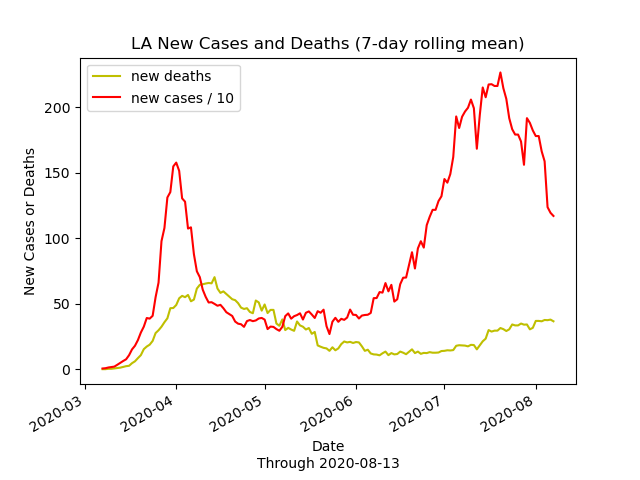 LA New Cases and Deaths (7-day rolling mean)
new deaths
new cases / 10
New Cases or Deaths
200
150
100
50
0
2020-03
2020-04
2020-05
2020-06
2020-07
2020-08
Date
Through 2020-08-13